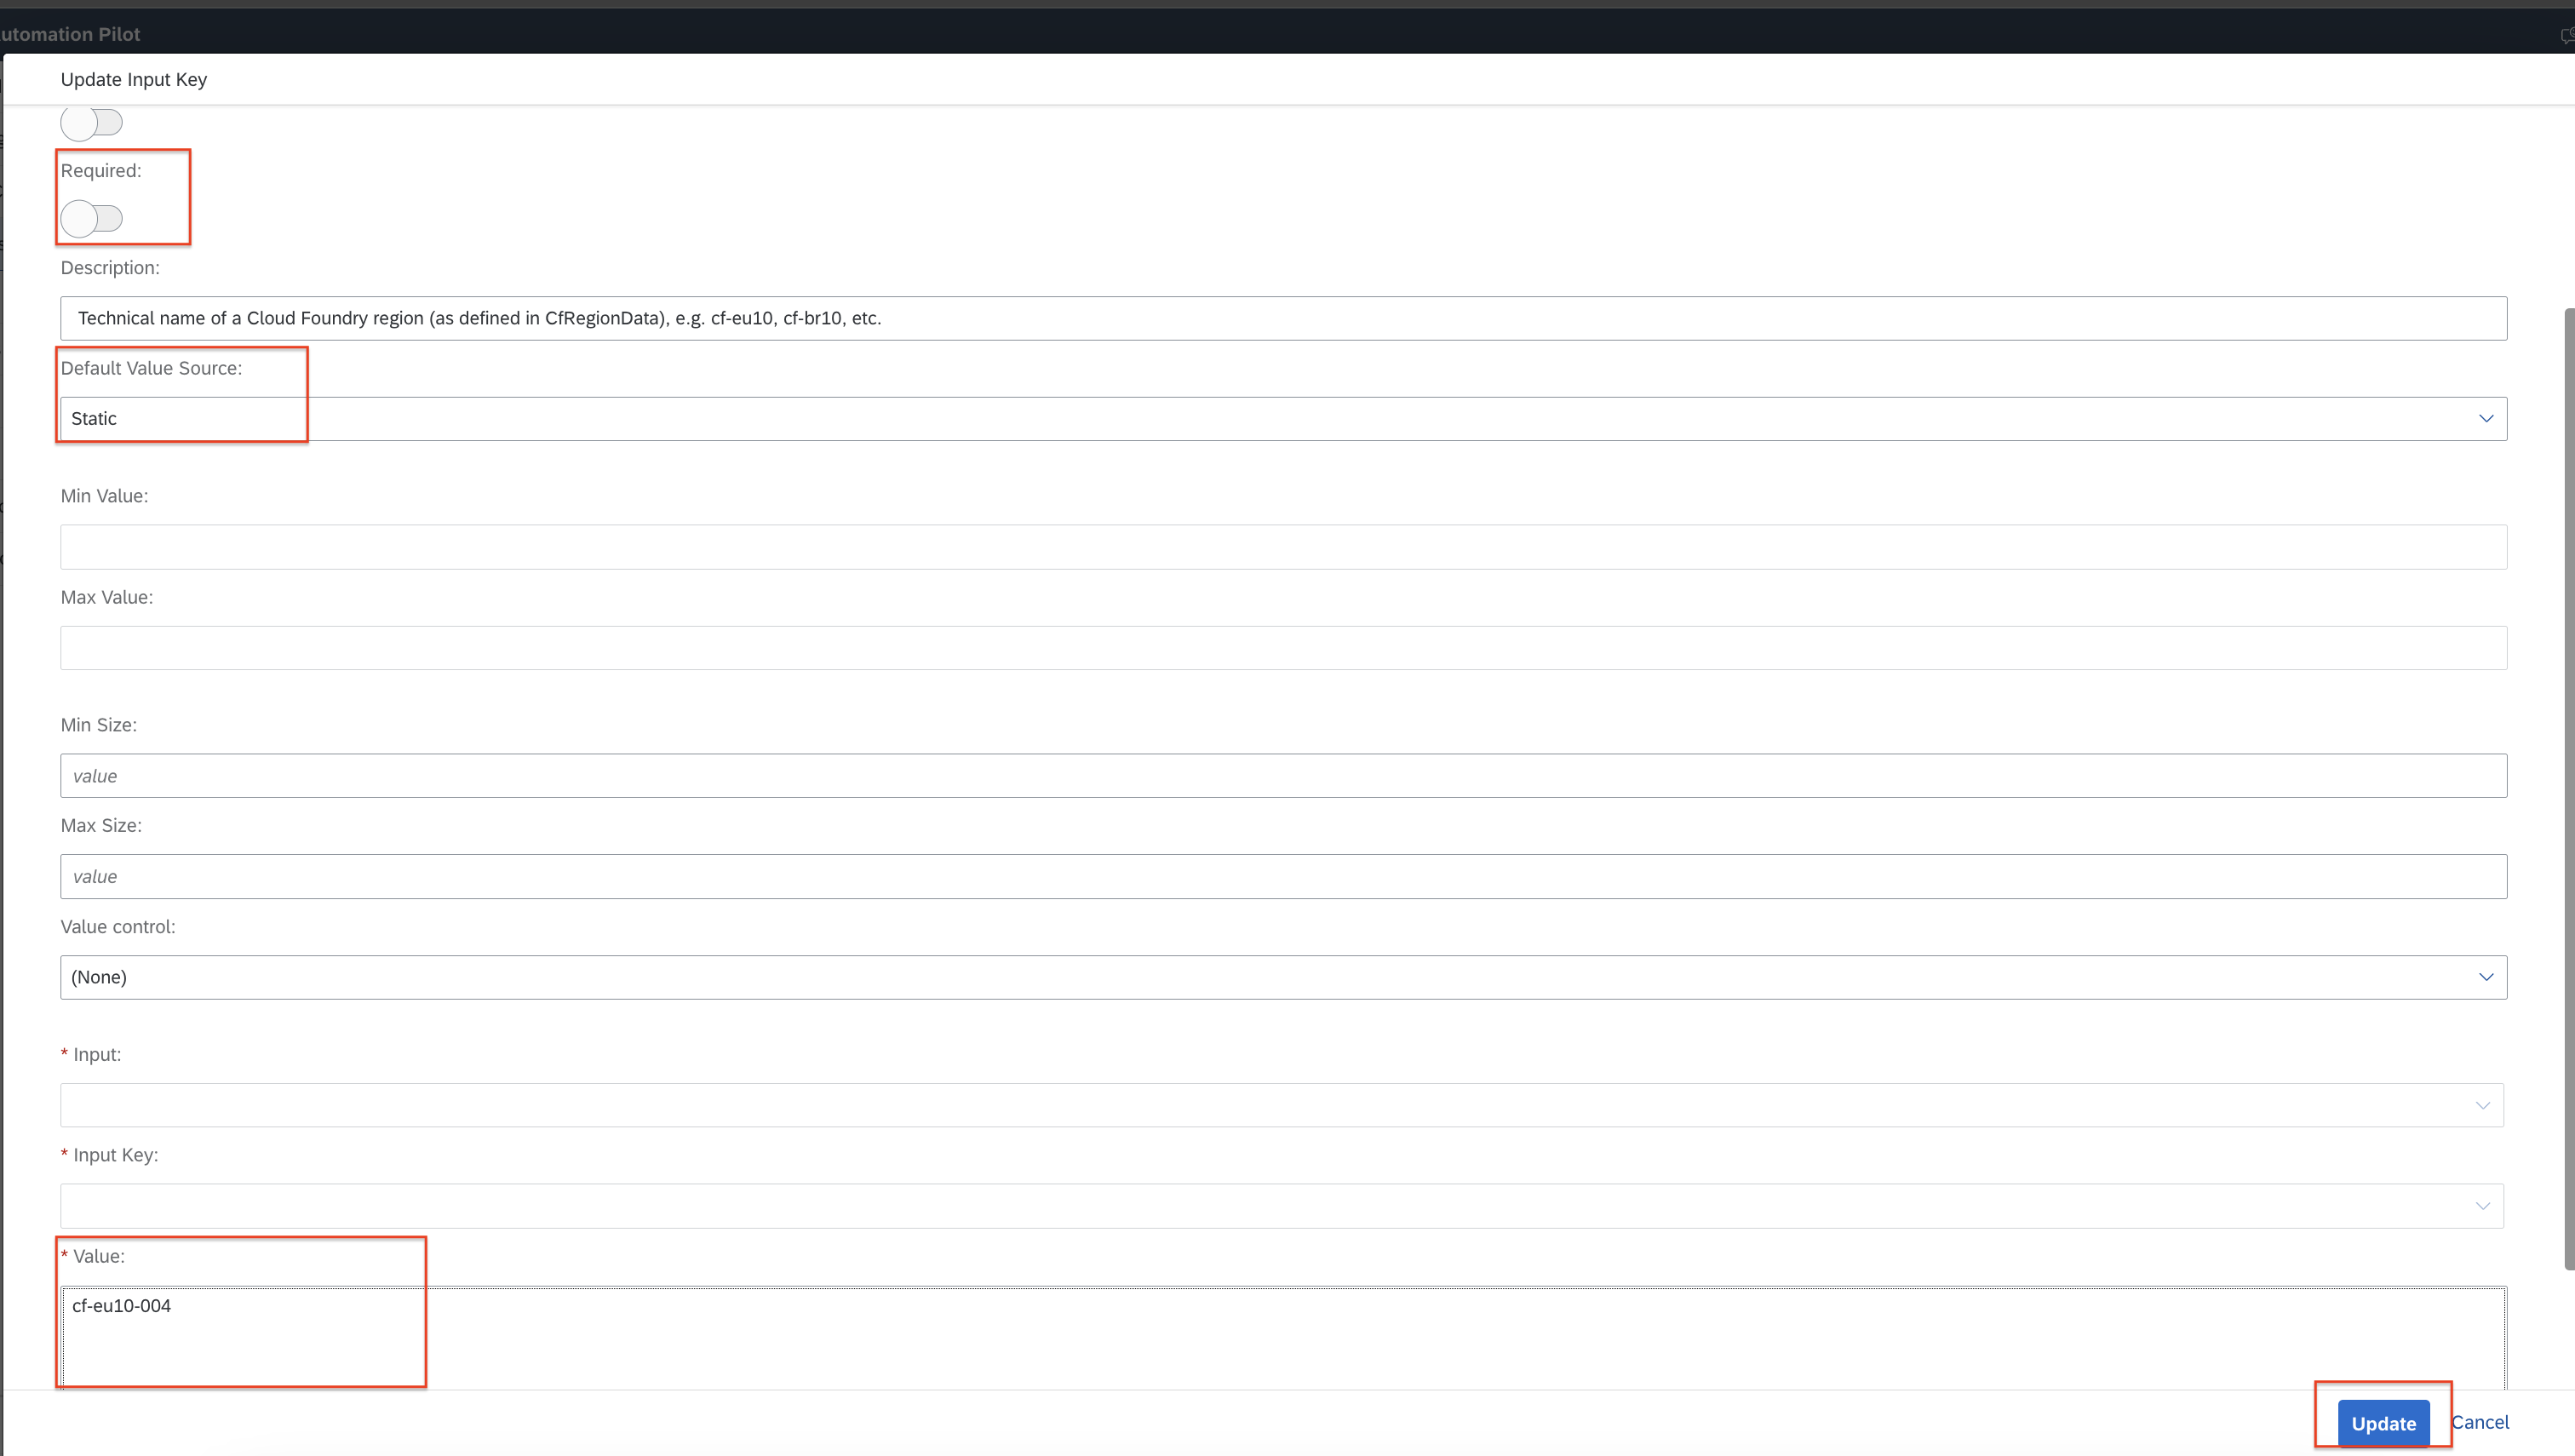 utomation Pilot
Update Input Key
Required:
Description:
Technical name of a Cloud Foundry region (as defined in CfRegionData), e.g. cf-eu10, cf-br10, etc.
Default Value Source:
Static
Min Value:
Max Value:
Min Size:
value
Max Size:
value
Value control:
(None)
* Input:
* Input Key:
* Value:
cf-eu10-004
Update Cancel